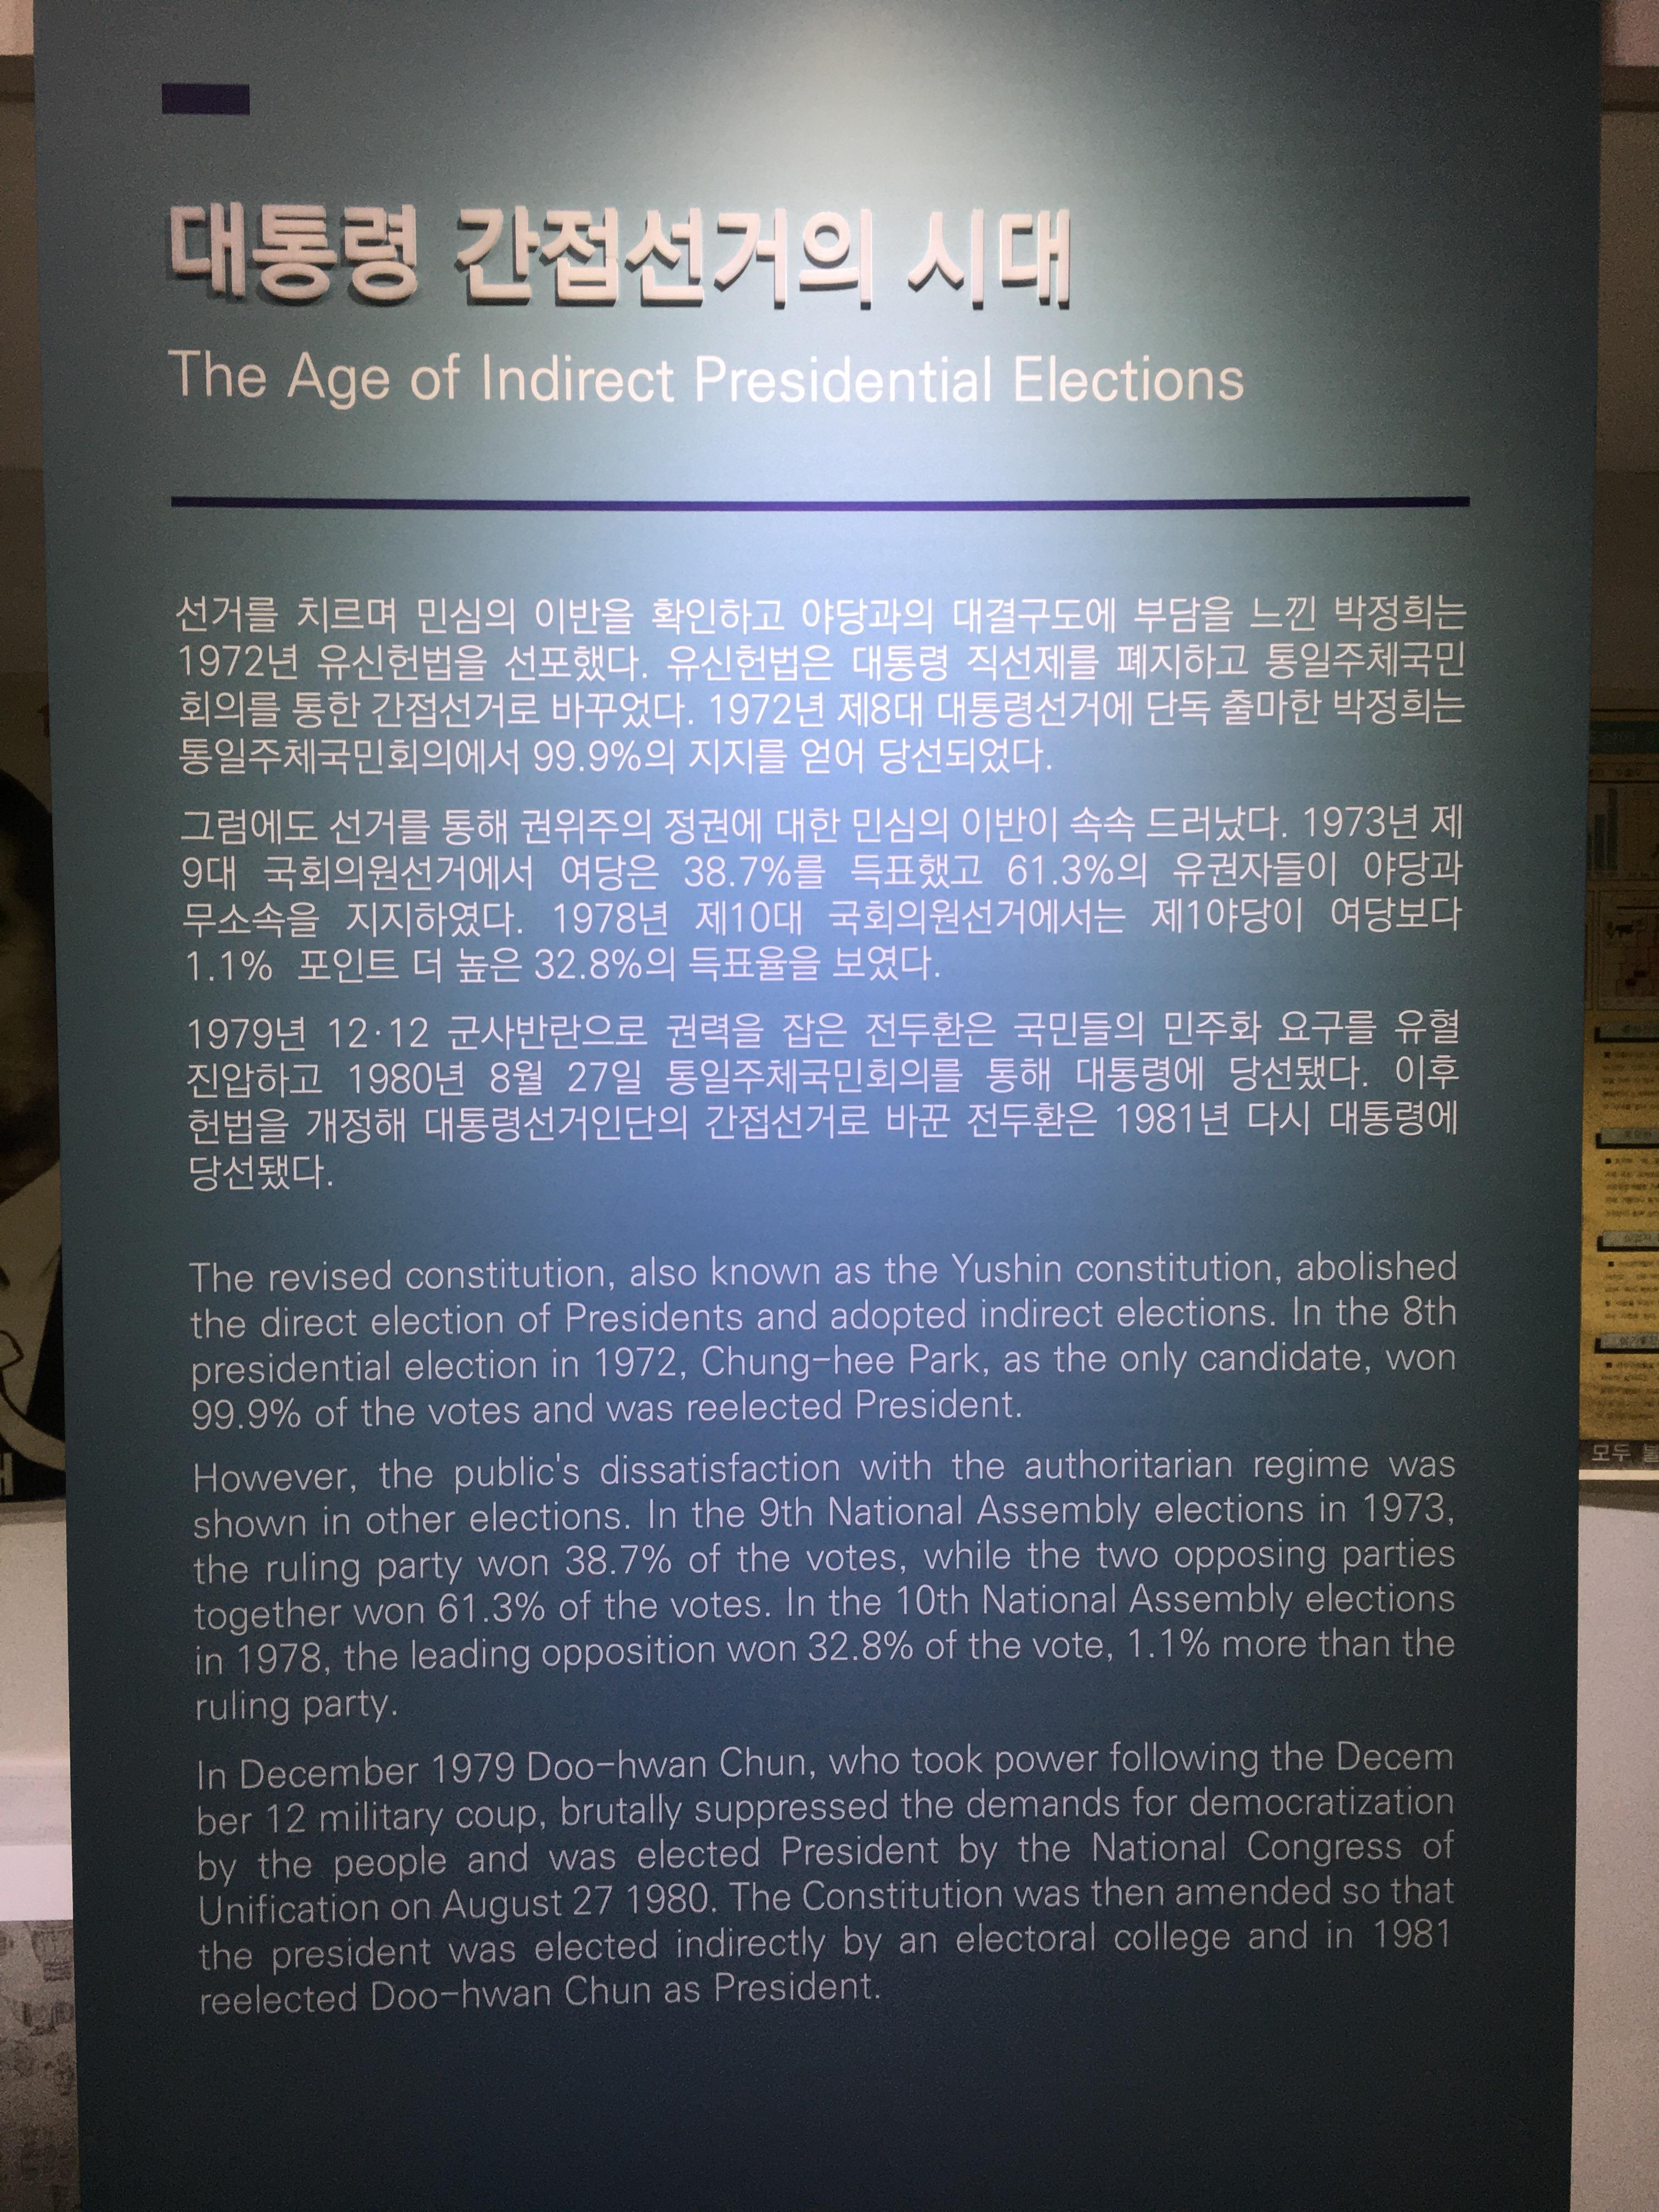 대통령 간접선거의 시대
The Age of Indirect Presidential Elections
선거를 치르며 민심의 이반을 확인하고 야당과의 대결구도에 부담을 느낀 박정희는
1972년 유신헌법을 선포했다. 유신헌법은 대통령 직선제를 폐지하고 통일주체국민
회의를 통한 간접선거로 바꾸었다. 1972년 제8대 대통령선거에 단독 출마한 박정희는
통일주체국민회의에서 99.9%의 지지를 얻어 당선되었다.
그럼에도 선거를 통해 권위주의 정권에 대한 민심의 이반이 속속 드러났다. 1973년 제
9대 국회의원선거에서 여당은 38.7%를 득표했고 61.3%의 유권자들이 야당과
무소속을 지지하였다. 1978년 제10대 국회의원선거에서는 제1야당이 여당보다
1.1% 포인트 더 높은 32.8%의 득표율을 보였다.
1979년 12·12 군사반란으로 권력을 잡은 전두환은 국민들의 민주화 요구를 유혈
진압하고 1980년 8월 27일 통일주체국민회의를 통해 대통령에 당선됐다. 이후
헌법을 개정해 대통령선거인단의 간접선거로 바꾼 전두환은 1981년 다시 대통령에
당선됐다.
The revised constitution, also known as the Yushin constitution, abolished
the direct election of Presidents and adopted indirect elections. In the 8th
presidential election in 1972, Chung-hee Park, as the only candidate, won
99.9% of the votes and was reelected President.
However, the public's dissatisfaction with the authoritarian regime was
shown in other elections. In the 9th National Assembly elections in 1973,
the ruling party won 38.7% of the votes, while the two opposing parties
together won 61.3% of the votes. In the 10th National Assembly elections
in 1978, the leading opposition won 32.8% of the vote, 1.1% more than the
ruling party.
In December 1979 Doo-hwan Chun, who took power following the Decem
ber 12 military coup, brutally suppressed the demands for democratization
by the people and was elected President by the National Congress of
Unification on August 27 1980. The Constitution was then amended so that
the president was elected indirectly by an electoral college and in 1981
reelected Doo-hwan Chun as President.
모두